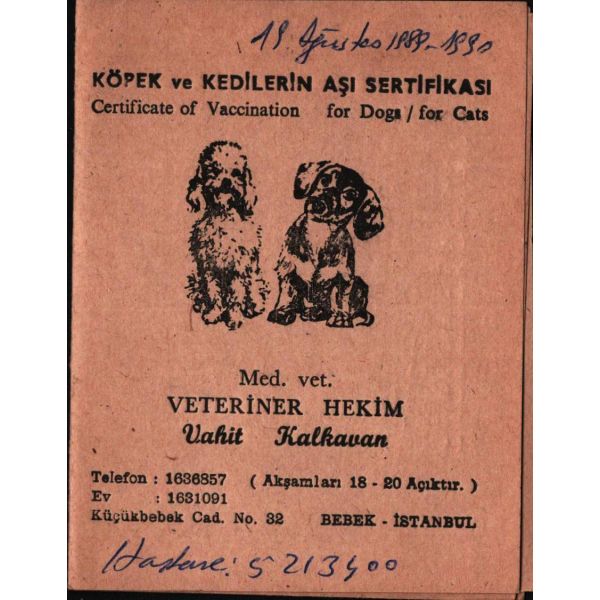 19 Ağustos 1989-1990
KÖPEK ve KEDİLERİN AŞI SERTİFİKASI
Certificate of Vaccination for Dogs / for Cats
Med. vet.
VETERİNER HEKİM
Vahit Kalkavan
Telefon : 1636857 ( Akşamları 18 - 20 Açıktır. )
Ev : 1631091
Küçükbebek Cad. No. 32 BEBEK - İSTANBUL
Hastane: 5213400